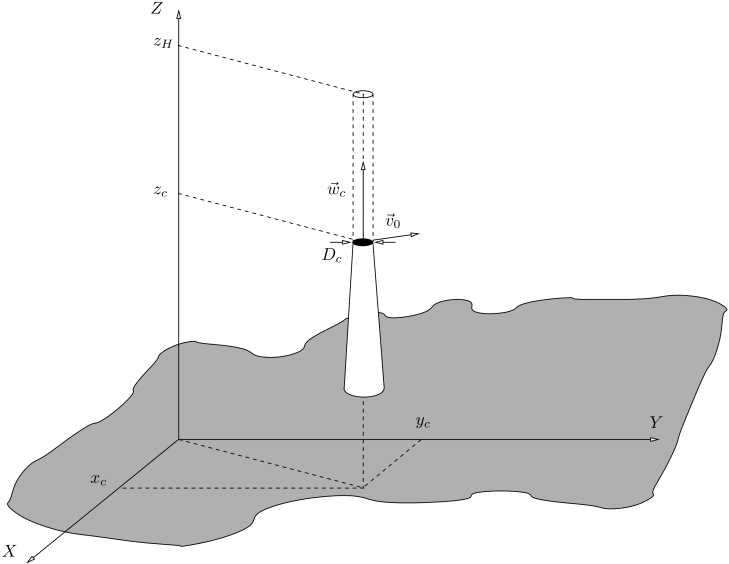 Z
z_H
z_c
\vec{w}_c
\vec{v}_0
D_c
y_c
Y
x_c
X